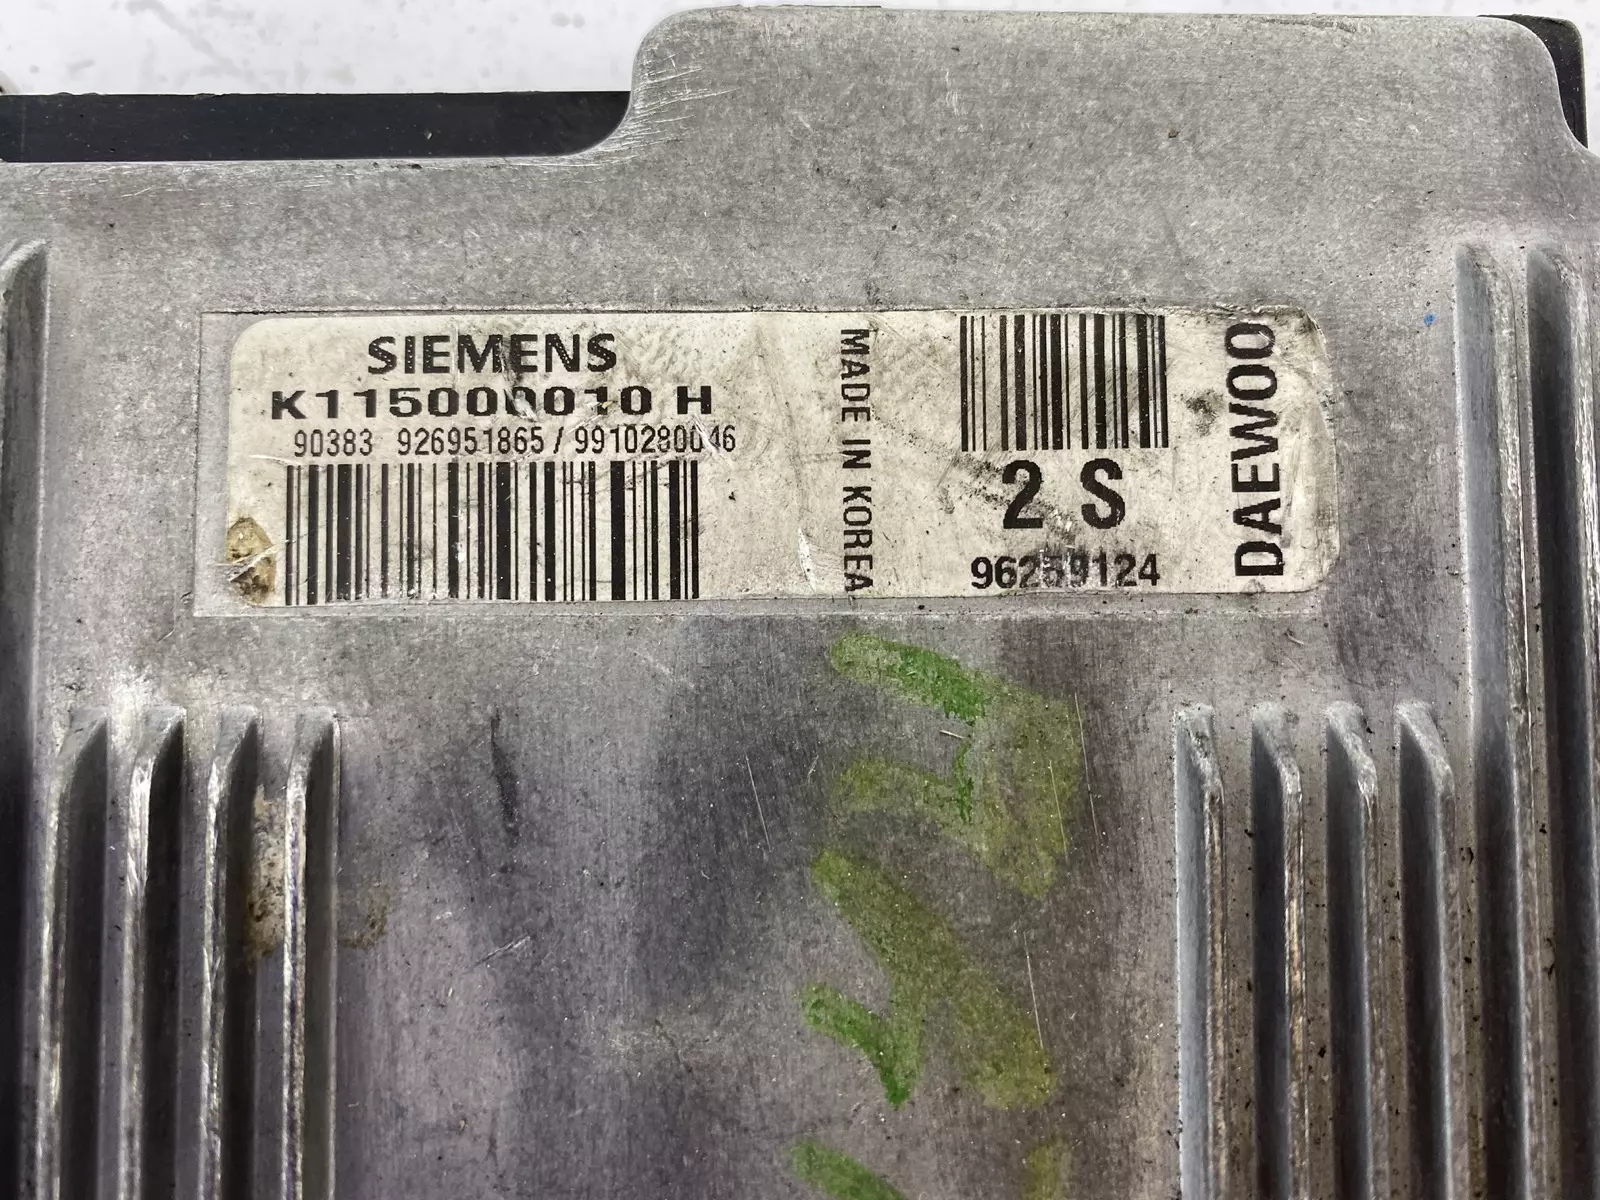 SIEMENS
K115000010 H
90383 926951865 / 9910280046
MADE IN KOREA
2 S
96259124
DAEWOO